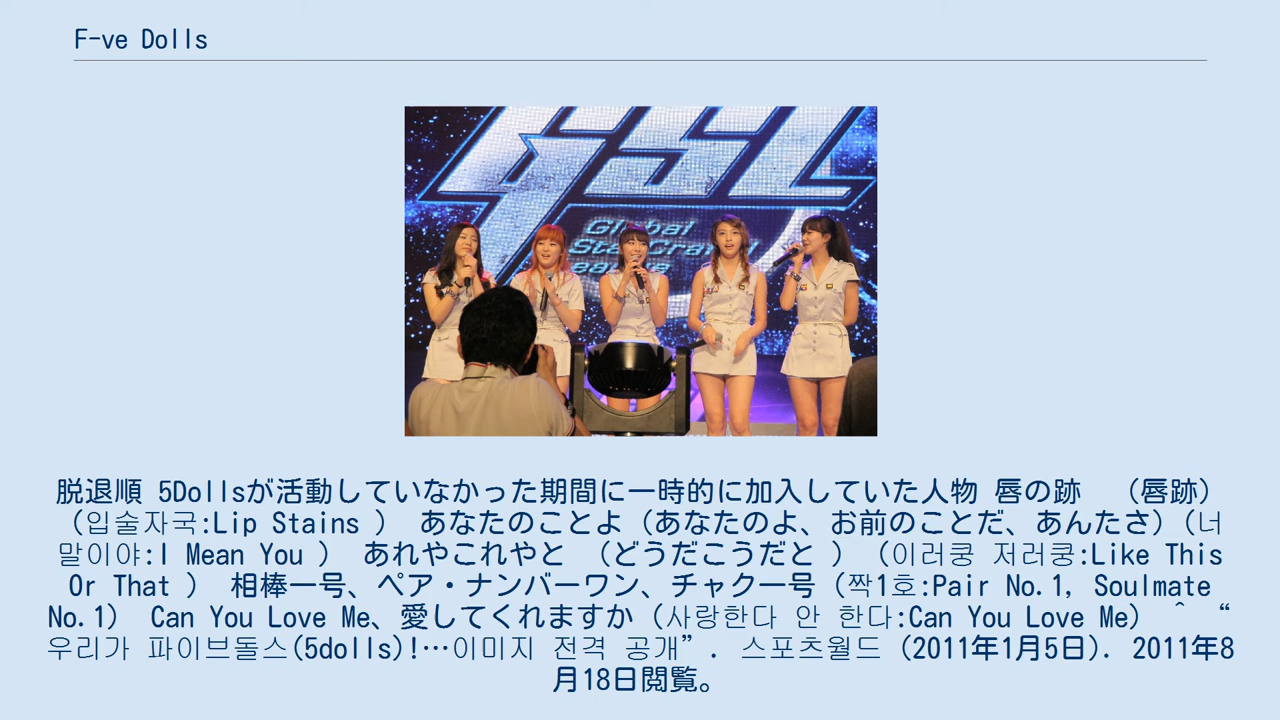 F-ve Dolls
GSL
Global
StarCraft II
League
脱退順 5Dollsが活動していなかった期間に一時的に加入していた人物 唇の跡 （唇跡）
（입술자국:Lip Stains ） あなたのことよ（あなたのよ、お前のことだ、あんたさ）（너
말이야:I Mean You ） あれやこれやと （どうだこうだと ）（이러쿵 저러쿵:Like This
Or That ） 相棒一号、ペア・ナンバーワン、チャク一号（짝1호:Pair No.1, Soulmate
No.1） Can You Love Me、愛してくれますか（사랑한다 안 한다:Can You Love Me） ^ “
우리가 파이브돌스(5dolls)!…이미지 전격 공개”. 스포츠월드 (2011年1月5日). 2011年8
月18日閲覧。